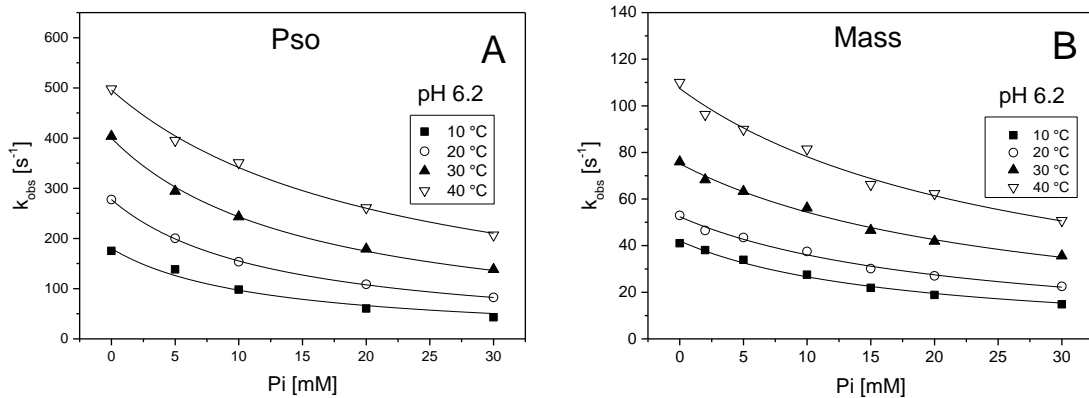 Pso
A
pH 6.2
10 °C
20 °C
30 °C
40 °C
600
500
400
300
200
100
0
k_obs [s⁻¹]
0 5 10 15 20 25 30
Pi [mM]
Mass
B
pH 6.2
10 °C
20 °C
30 °C
40 °C
140
120
100
80
60
40
20
0
k_obs [s⁻¹]
0 5 10 15 20 25 30
Pi [mM]